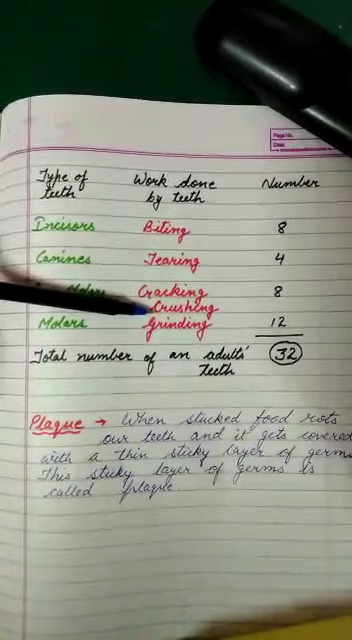 Page No.
Date:
Type of teeth Work done by teeth Number
Incisors Biting 8
Canines Tearing 4
Molars Cracking 8
Crushing
Molars Grinding 12
Total number of an adults' teeth 32
Plaque → When stucked food rots
our teeth and it gets covered
with a thin sticky layer of germs
This sticky layer of germs is
called plaque.